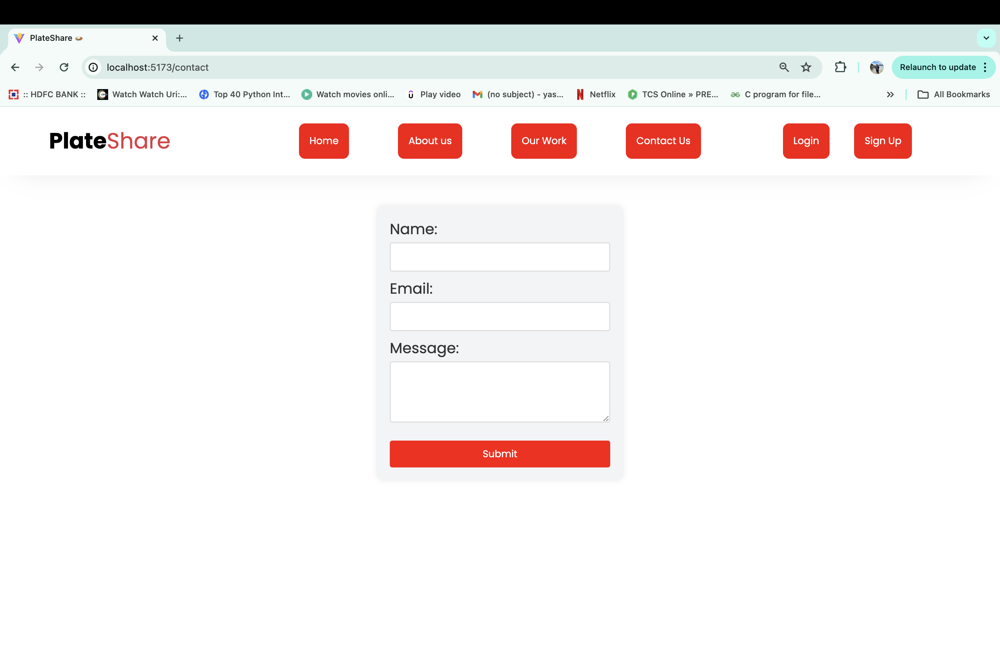 PlateShare
localhost:5173/contact
Relaunch to update
:: HDFC BANK ::
Watch Watch Uri:...
Top 40 Python Int...
Watch movies onli...
Play video
(no subject) - yas...
Netflix
TCS Online » PRE...
C program for file...
All Bookmarks
PlateShare
Home
About us
Our Work
Contact Us
Login
Sign Up
Name:
Email:
Message:
Submit